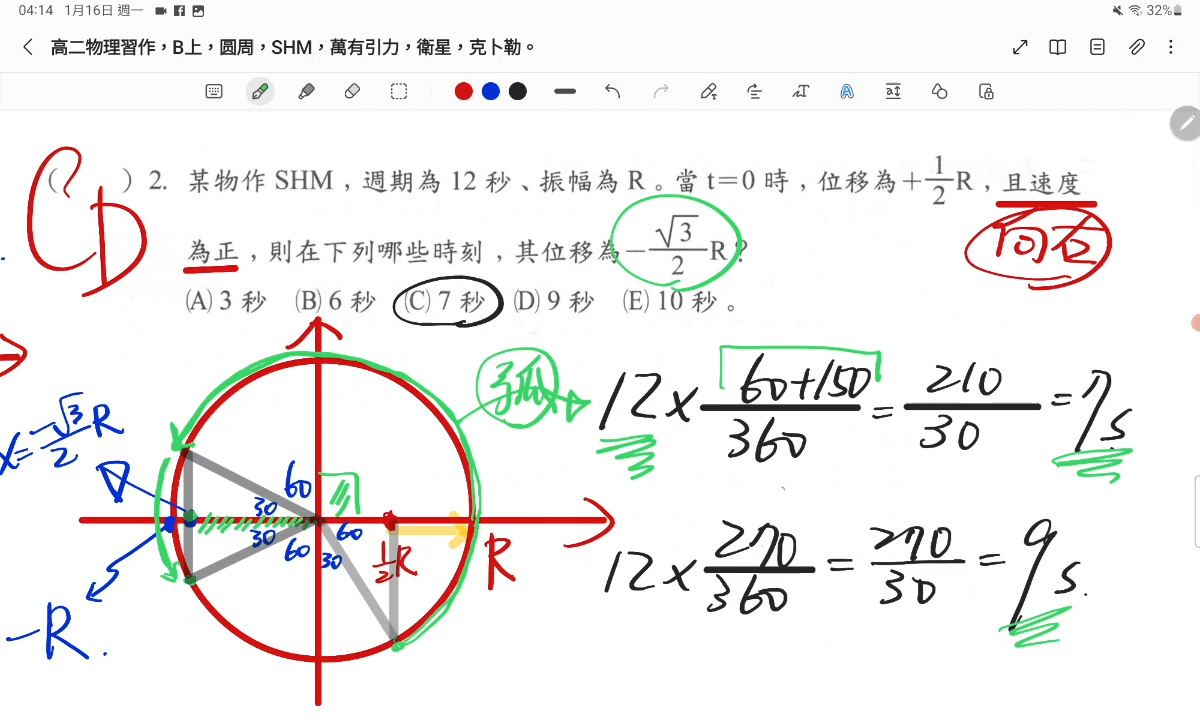 04:14 1月16日 週一 32%
高二物理習作，B上，圓周，SHM，萬有引力，衛星，克卜勒。
CD
( ) 2. 某物作 SHM，週期為 12 秒、振幅為 R。當 t＝0 時，位移為＋1/2 R，且速度
為正，則在下列哪些時刻，其位移為－√3/2 R？
向右
(A) 3 秒 (B) 6 秒 (C) 7 秒 (D) 9 秒 (E) 10 秒。
弧
12 × (60+150)/360 = 210/30 = 7s
x = -√3/2 R
60
30
30
60
30
60
1/2 R
R
-R.
12 × 270/360 = 270/30 = 9s.